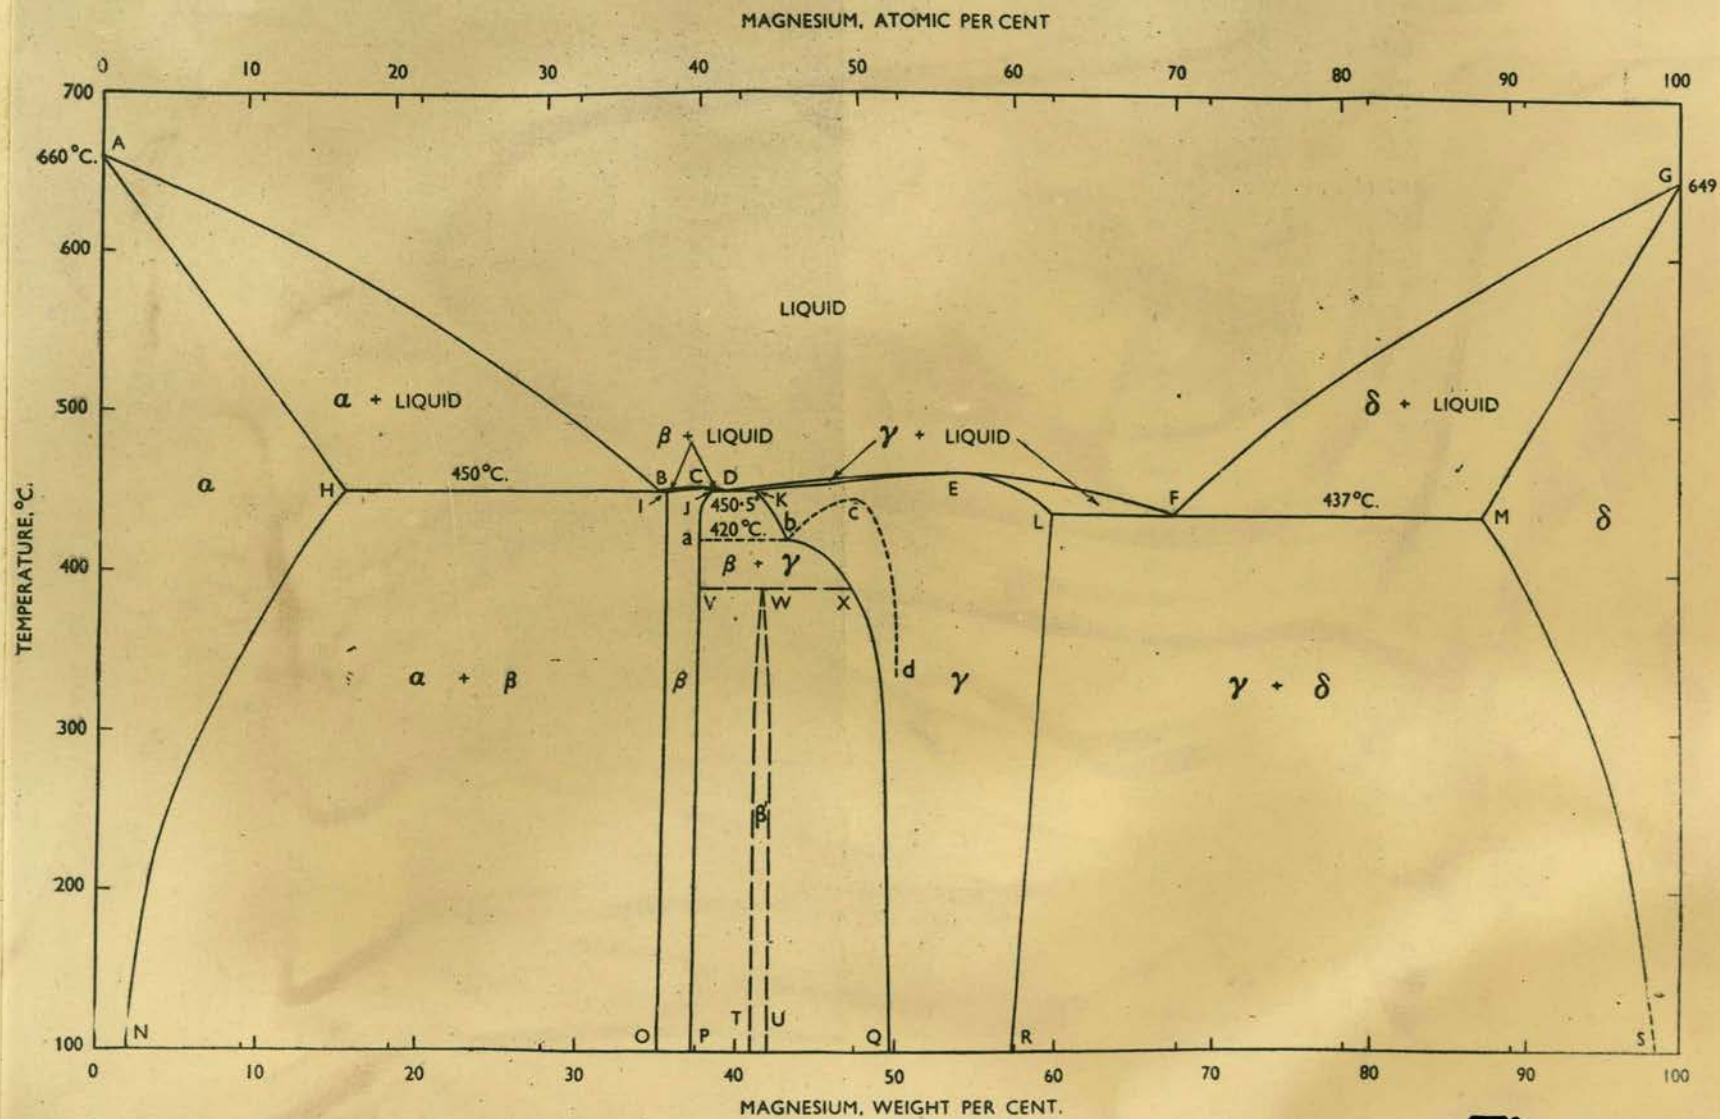 MAGNESIUM, ATOMIC PER CENT
0 10 20 30 40 50 60 70 80 90 100
700
A
660°C.
G
649
600
LIQUID
500
α + LIQUID
δ + LIQUID
β + LIQUID
γ + LIQUID
450°C.
B C D
E
F
437°C.
α
H
I
J
450·5°
K
b
c
L
M
δ
a
420°C.
400
β + γ
V W X
TEMPERATURE,°C.
α + β
β
d
γ
γ + δ
300
β'
200
N
O
P
T
U
Q
R
S
100
0 10 20 30 40 50 60 70 80 90 100
MAGNESIUM, WEIGHT PER CENT.